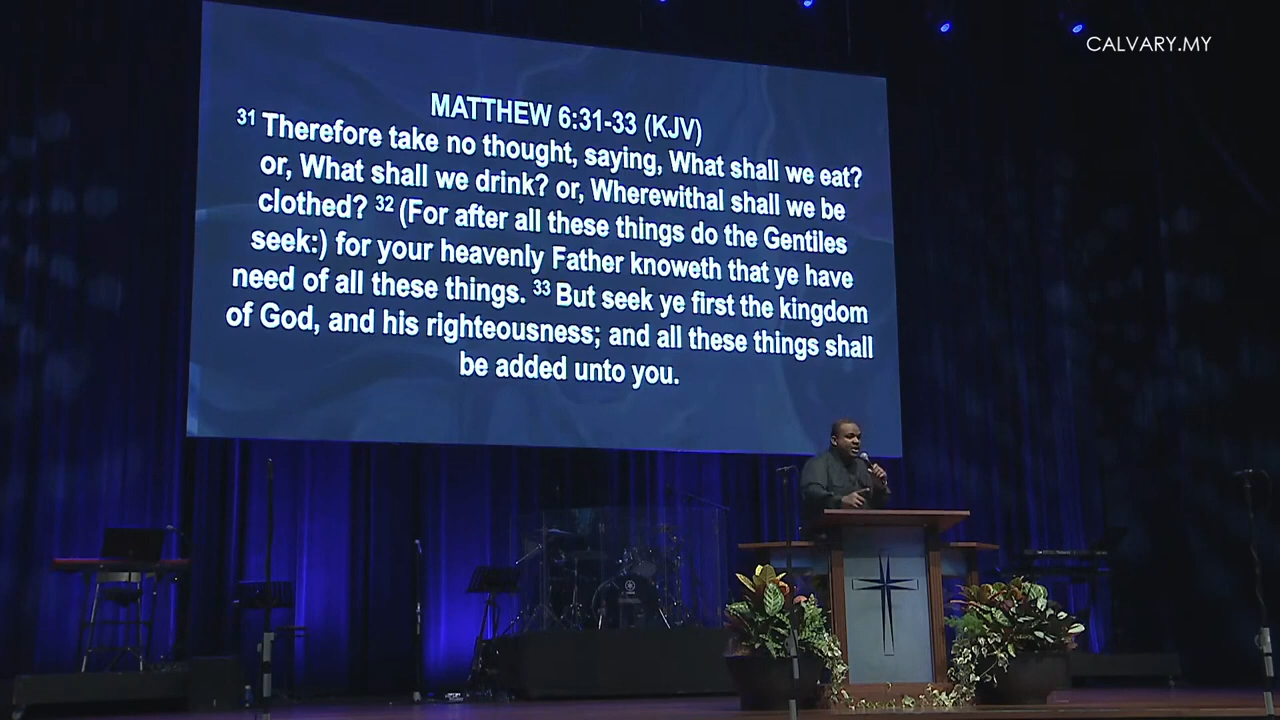 CALVARY.MY
MATTHEW 6:31-33 (KJV)
31 Therefore take no thought, saying, What shall we eat?
or, What shall we drink? or, Wherewithal shall we be
clothed? 32 (For after all these things do the Gentiles
seek:) for your heavenly Father knoweth that ye have
need of all these things. 33 But seek ye first the kingdom
of God, and his righteousness; and all these things shall
be added unto you.